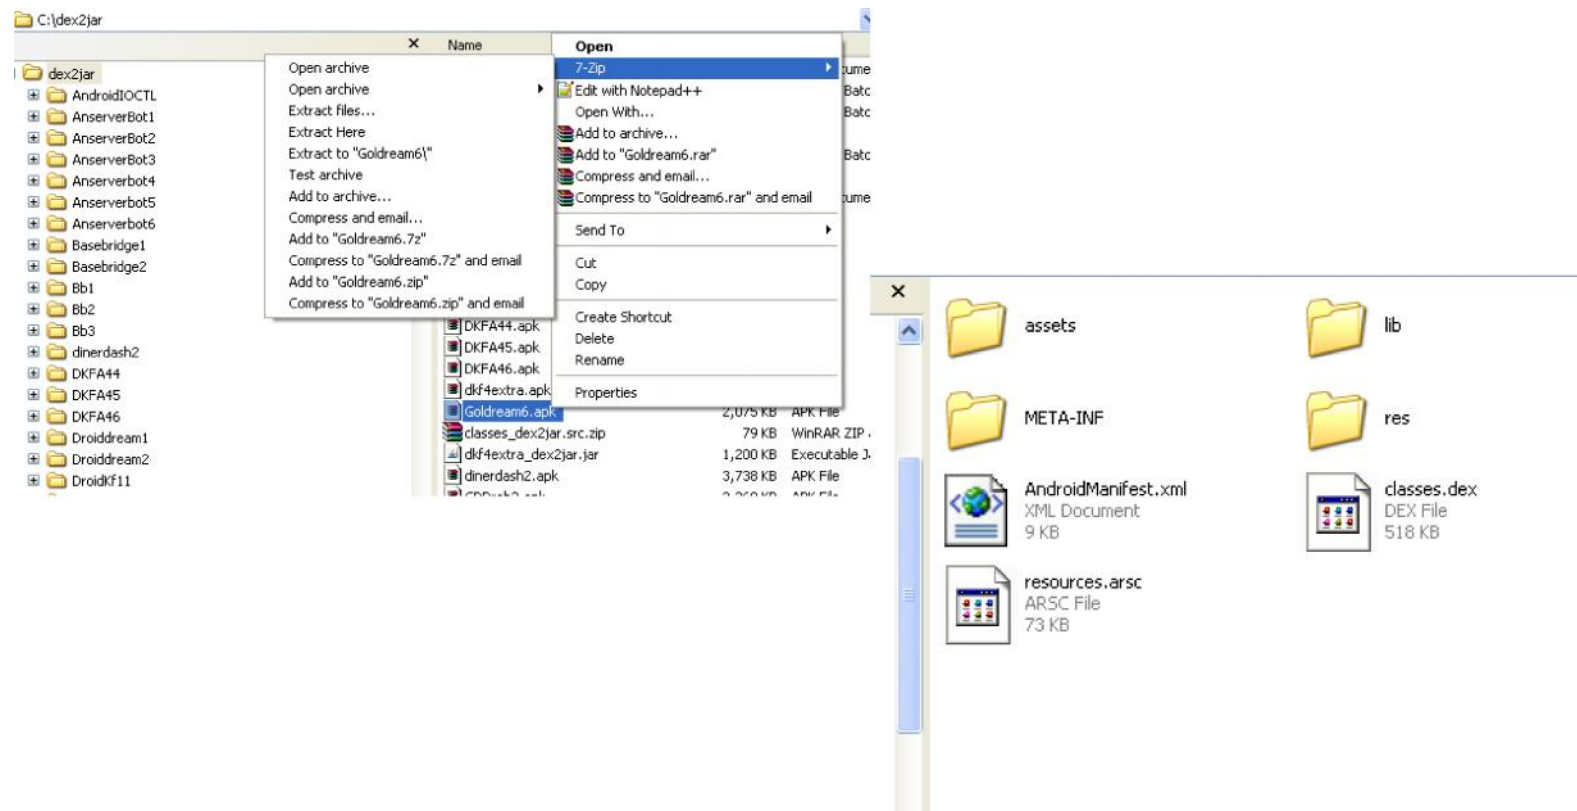 C:\dex2jar
Name
dex2jar
AndroidIOCTL
AnserverBot1
AnserverBot2
AnserverBot3
Anserverbot4
Anserverbot5
Anserverbot6
Basebridge1
Basebridge2
Bb1
Bb2
Bb3
dinerdash2
DKFA44
DKFA45
DKFA46
Droiddream1
Droiddream2
DroidKf11
Open archive
Open archive
Extract files...
Extract Here
Extract to "Goldream6\"
Test archive
Add to archive...
Compress and email...
Add to "Goldream6.7z"
Compress to "Goldream6.7z" and email
Add to "Goldream6.zip"
Compress to "Goldream6.zip" and email
Open
7-Zip
Edit with Notepad++
Open With...
Add to archive...
Add to "Goldream6.rar"
Compress and email...
Compress to "Goldream6.rar" and email
Send To
Cut
Copy
Create Shortcut
Delete
Rename
Properties
cume
Batc
Batc
Batc
cume
DKFA44.apk
DKFA45.apk
DKFA46.apk
dkf4extra.apk
Goldream6.apk 2,075 KB APK File
classes_dex2jar.src.zip 79 KB WinRAR ZIP
dkf4extra_dex2jar.jar 1,200 KB Executable J
dinerdash2.apk 3,738 KB APK File
assets
lib
META-INF
res
AndroidManifest.xml
XML Document
9 KB
classes.dex
DEX File
518 KB
resources.arsc
ARSC File
73 KB